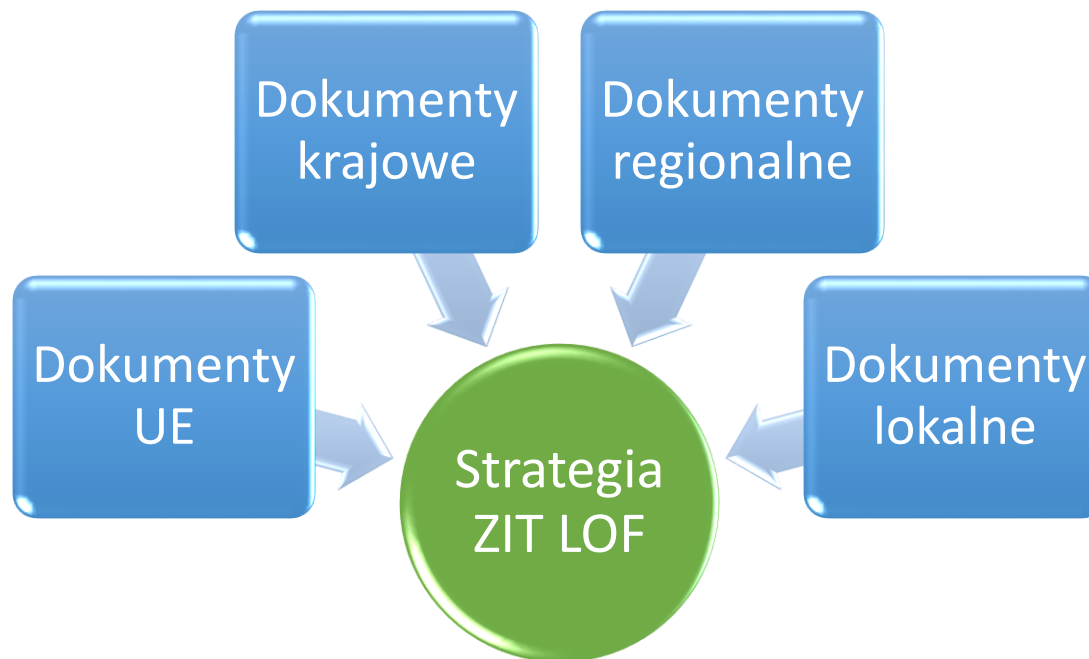 Dokumenty
krajowe
Dokumenty
regionalne
Dokumenty
UE
Dokumenty
lokalne
Strategia
ZIT LOF